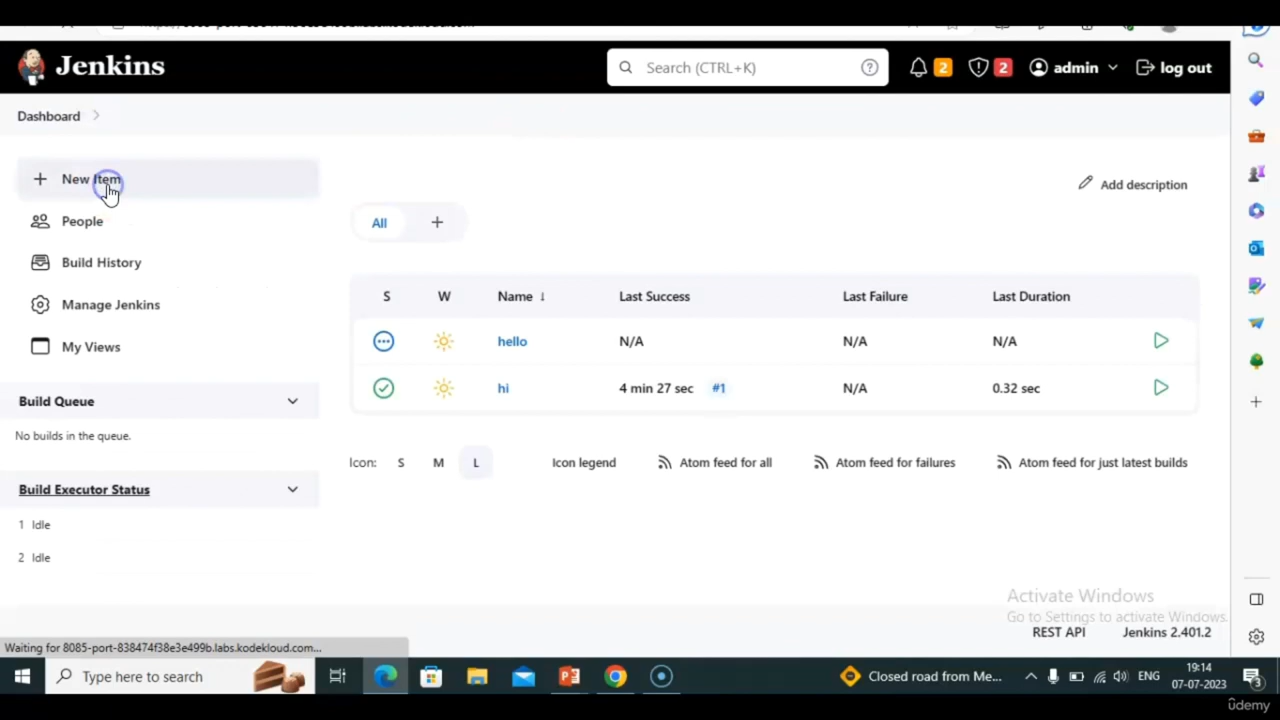 Jenkins
Search (CTRL+K)
2
2
admin
log out
Dashboard
New Item
Add description
People
All
Build History
S W Name ↓ Last Success Last Failure Last Duration
Manage Jenkins
hello N/A N/A N/A
My Views
hi 4 min 27 sec #1 N/A 0.32 sec
Build Queue
No builds in the queue.
Icon: S M L Icon legend Atom feed for all Atom feed for failures Atom feed for just latest builds
Build Executor Status
1 Idle
2 Idle
Activate Windows
Go to Settings to activate Windows.
REST API Jenkins 2.401.2
Waiting for 8085-port-838474f38e3e499b.labs.kodekloud.com...
Type here to search
Closed road from Me...
ENG
19:14
07-07-2023
3
ûdemy